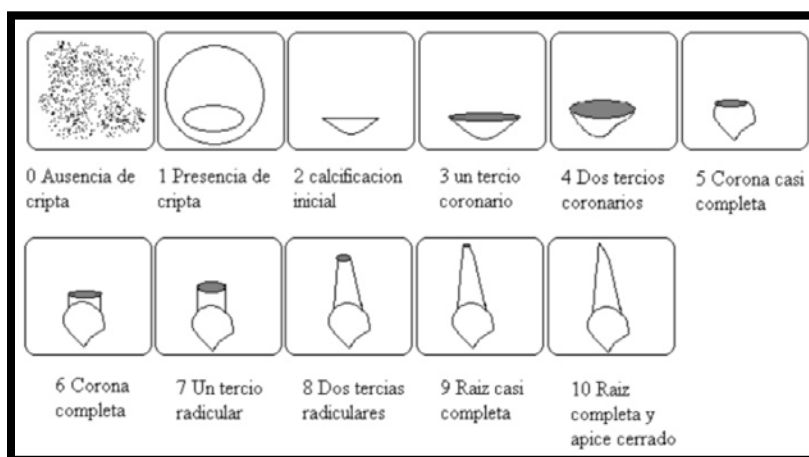 0 Ausencia de
cripta
1 Presencia de
cripta
2 calcificacion
inicial
3 un tercio
coronario
4 Dos tercios
coronarios
5 Corona casi
completa
6 Corona
completa
7 Un tercio
radicular
8 Dos tercias
radiculares
9 Raiz casi
completa
10 Raiz
completa y
apice cerrado